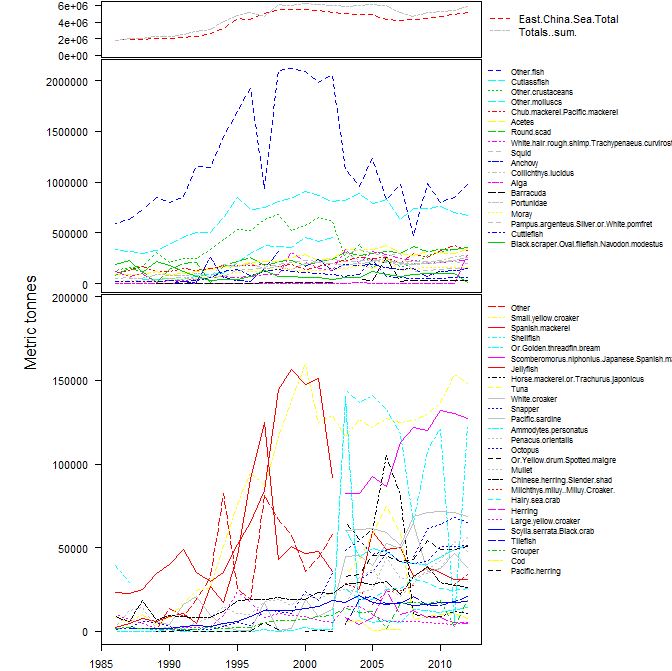 6e+06
4e+06
2e+06
0e+00
East.China.Sea.Total
Totals..sum.
2000000
1500000
1000000
500000
0
Other.fish
Cutlassfish
Other.crustaceans
Other.molluscs
Chub.mackerel.Pacific.mackerel
Acetes
Round.scad
White.hair.rough.shrimp.Trachypenaeus.curvirost
Squid
Anchovy
Collichthys.lucidus
Alga
Barracuda
Portunidae
Moray
Pampus.argenteus.Silver.or.White.pomfret
Cuttlefish
Black.scraper.Oval.filefish.Navodon.modestus
Metric tonnes
200000
150000
100000
50000
0
Other
Small.yellow.croaker
Spanish.mackerel
Shellfish
Or.Golden.threadfin.bream
Scomberomorus.niphonius.Japanese.Spanish.ma
Jellyfish
Horse.mackerel.or.Trachurus.japonicus
Tuna
White.croaker
Snapper
Pacific.sardine
Ammodytes.personatus
Penaeus.orientalis
Octopus
Or.Yellow.drum.Spotted.maigre
Mullet
Chinese.herring.Slender.shad
Miichthys.miiuy..Miiuy.Croaker.
Hairy.sea.crab
Herring
Large.yellow.croaker
Scylla.serrata.Black.crab
Tilefish
Grouper
Cod
Pacific.herring
1985
1990
1995
2000
2005
2010